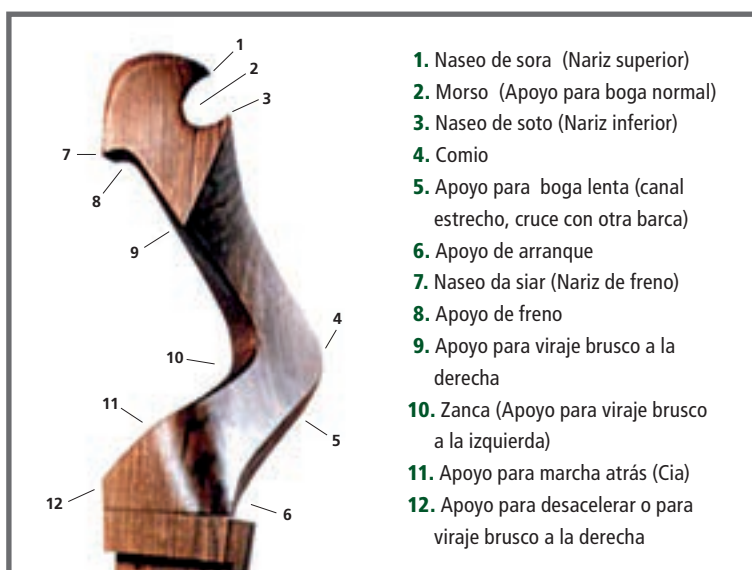 1
2
3
7
8
9
4
10
11
5
12
6
1. Naseo de sora (Nariz superior)
2. Morso (Apoyo para boga normal)
3. Naseo de soto (Nariz inferior)
4. Comio
5. Apoyo para boga lenta (canal
estrecho, cruce con otra barca)
6. Apoyo de arranque
7. Naseo da siar (Nariz de freno)
8. Apoyo de freno
9. Apoyo para viraje brusco a la
derecha
10. Zanca (Apoyo para viraje brusco
a la izquierda)
11. Apoyo para marcha atrás (Cia)
12. Apoyo para desacelerar o para
viraje brusco a la derecha